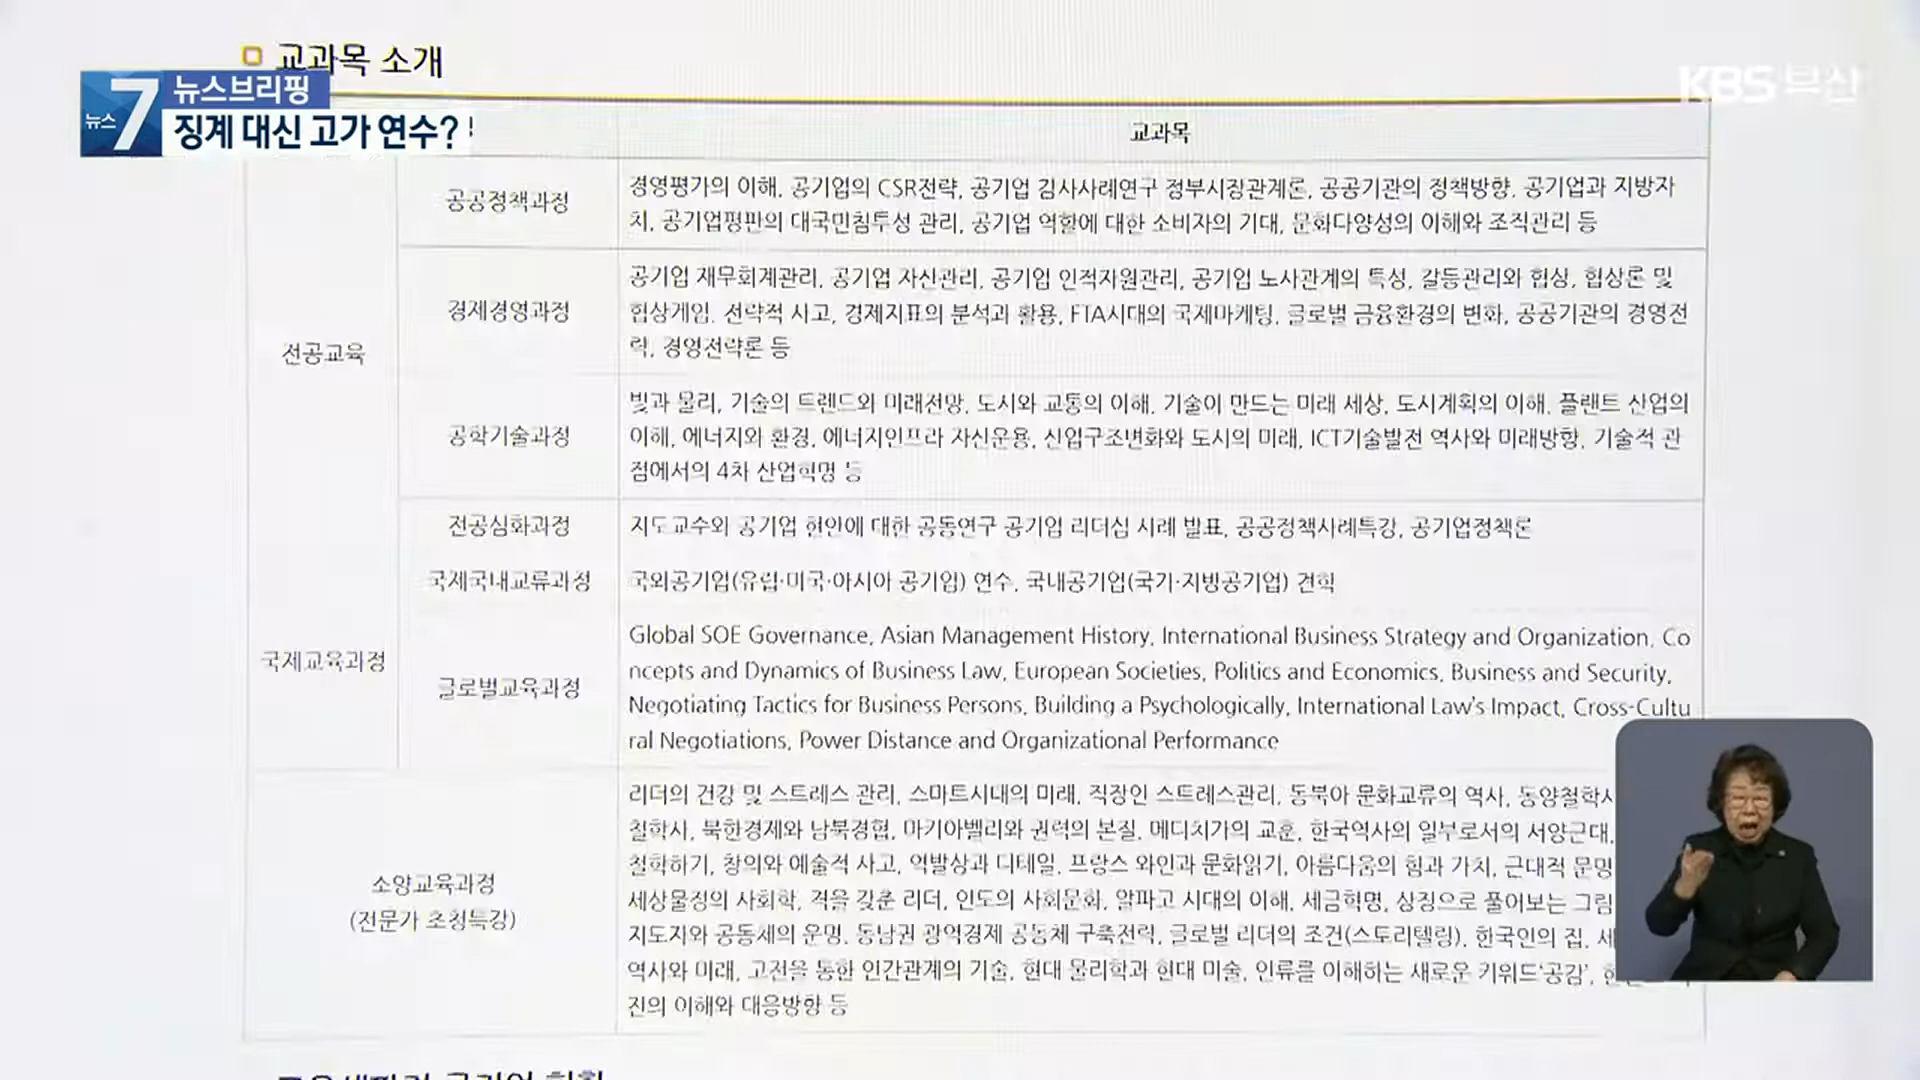 교과목 소개
뉴스 7 뉴스브리핑
징계 대신 고가 연수?
KBS 부산
교과목
전공교육
공공정책과정
경영평가의 이해, 공기업의 CSR전략, 공기업 감사사례연구 정부시장관계론, 공공기관의 정책방향, 공기업과 지방자
치, 공기업평판의 대국민침투성 관리, 공기업 역할에 대한 소비자의 기대, 문화다양성의 이해와 조직관리 등
경제경영과정
공기업 재무회계관리, 공기업 자산관리, 공기업 인적자원관리, 공기업 노사관계의 특성, 갈등관리와 협상, 협상론 및
협상게임, 전략적 사고, 경제지표의 분석과 활용, FTA시대의 국제마케팅, 글로벌 금융환경의 변화, 공공기관의 경영전
략, 경영전략론 등
공학기술과정
빛과 물리, 기술의 트렌드와 미래전망, 도시와 교통의 이해, 기술이 만드는 미래 세상, 도시계획의 이해, 플랜트 산업의
이해, 에너지와 환경, 에너지인프라 자산운용, 산업구조변화와 도시의 미래, ICT기술발전 역사와 미래방향, 기술적 관
점에서의 4차 산업혁명 등
전공심화과정
지도교수와 공기업 현안에 대한 공동연구 공기업 리더십 사례 발표, 공공정책사례특강, 공기업정책론
국제교육과정
국제국내교류과정
국외공기업(유럽·미국·아시아 공기업) 연수, 국내공기업(국가·지방공기업) 견학
글로벌교육과정
Global SOE Governance, Asian Management History, International Business Strategy and Organization, Co
ncepts and Dynamics of Business Law, European Societies, Politics and Economics, Business and Security,
Negotiating Tactics for Business Persons, Building a Psychologically, International Law's Impact, Cross-Cultu
ral Negotiations, Power Distance and Organizational Performance
소양교육과정
(전문가 초청특강)
리더의 건강 및 스트레스 관리, 스마트시대의 미래, 직장인 스트레스관리, 동북아 문화교류의 역사, 동양철학사
철학사, 북한경제와 남북경협, 마키아벨리와 권력의 본질, 메디치가의 교훈, 한국역사의 일부로서의 서양근대,
철학하기, 창의와 예술적 사고, 역발상과 디테일, 프랑스 와인과 문화읽기, 아름다움의 힘과 가치, 근대적 문명
세상물정의 사회학, 격을 갖춘 리더, 인도의 사회문화, 알파고 시대의 이해, 세금혁명, 상징으로 풀어보는 그림
지도자와 공동체의 운명, 동남권 광역경제 공동체 구축전략, 글로벌 리더의 조건(스토리텔링), 한국인의 집, 세
역사와 미래, 고전을 통한 인간관계의 기술, 현대 물리학과 현대 미술, 인류를 이해하는 새로운 키워드'공감',
진의 이해와 대응방향 등